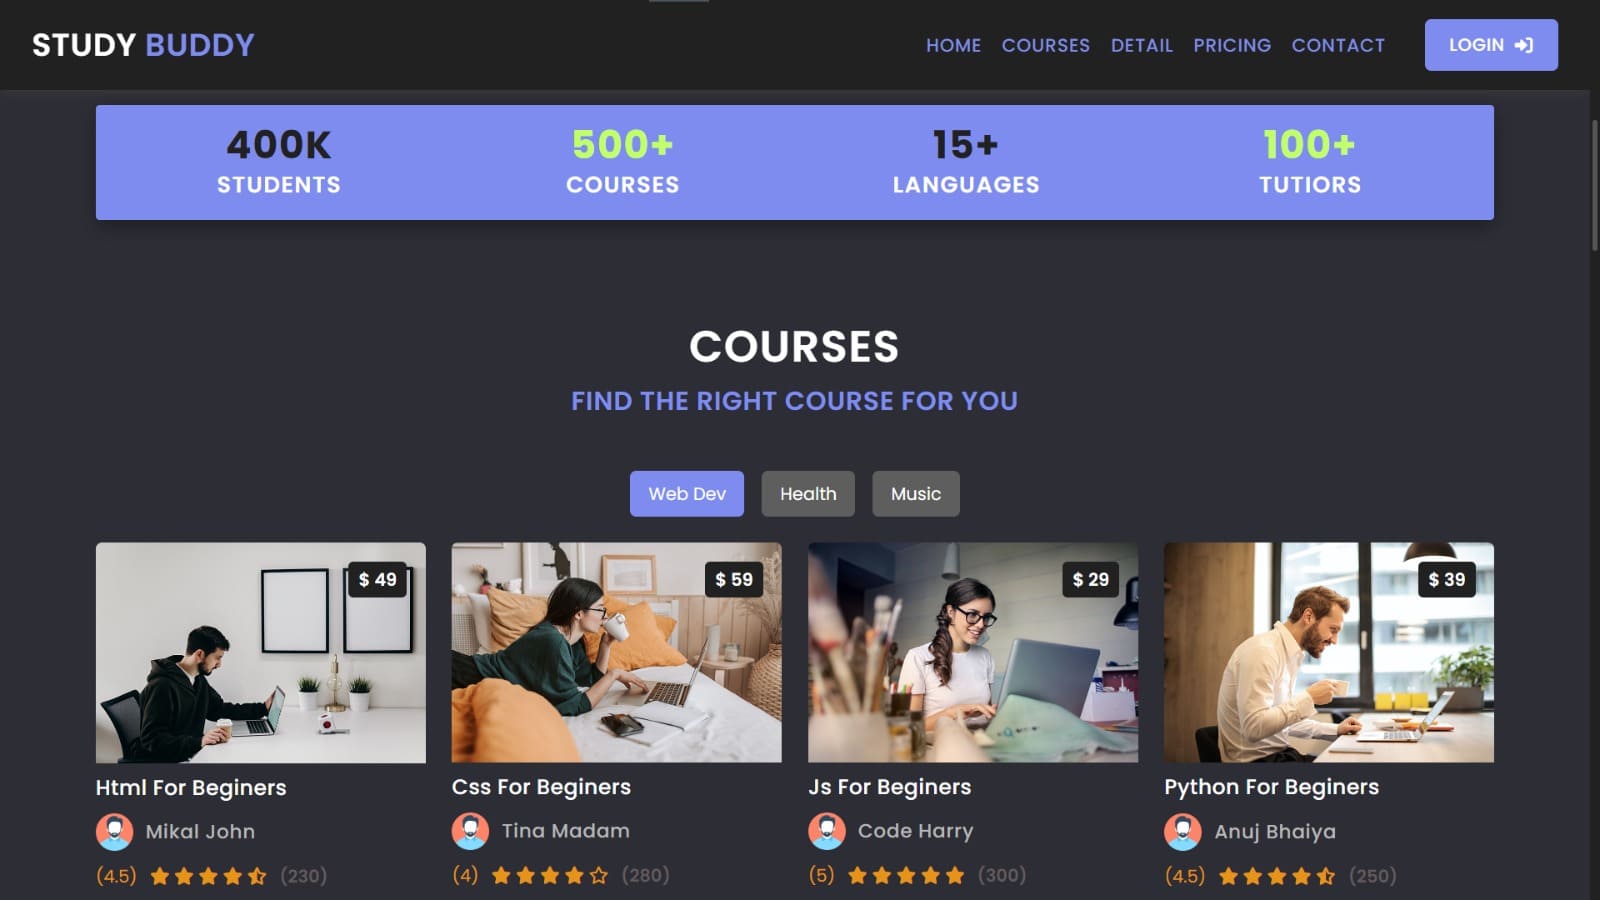 STUDY BUDDY
HOME COURSES DETAIL PRICING CONTACT LOGIN
400K 500+ 15+ 100+
STUDENTS COURSES LANGUAGES TUTIORS
COURSES
FIND THE RIGHT COURSE FOR YOU
Web Dev Health Music
$ 49 $ 59 $ 29 $ 39
Html For Beginers Css For Beginers Js For Beginers Python For Beginers
Mikal John Tina Madam Code Harry Anuj Bhaiya
(4.5) (230) (4) (280) (5) (300) (4.5) (250)